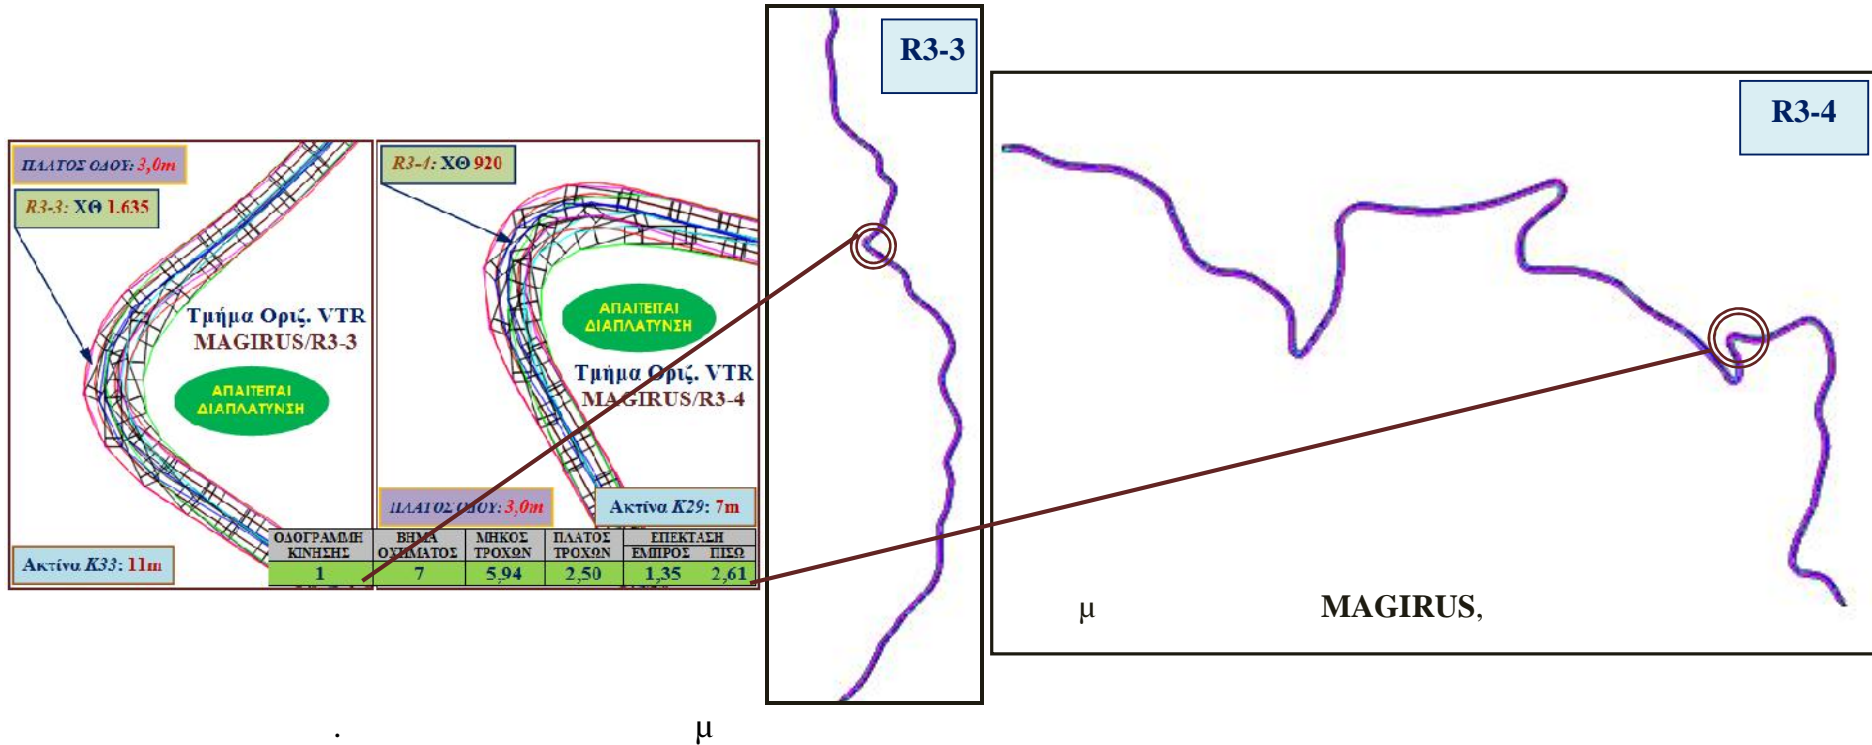 ΠΛΑΤΟΣ ΟΔΟΥ: 3,0m
R3-3: ΧΘ 1.635
Τμήμα Οριζ. VTR
MAGIRUS/R3-3
ΑΠΑΙΤΕΙΤΑΙ
ΔΙΑΠΛΑΤΥΝΣΗ
Ακτίνα K33: 11m
R3-4: ΧΘ 920
ΑΠΑΙΤΕΙΤΑΙ
ΔΙΑΠΛΑΤΥΝΣΗ
Τμήμα Οριζ. VTR
MAGIRUS/R3-4
ΠΛΑΤΟΣ ΟΔΟΥ: 3,0m
Ακτίνα K29: 7m
ΟΔΟΓΡΑΜΜΗ ΚΙΝΗΣΗΣ
ΒΗΜΑ ΟΧΗΜΑΤΟΣ
ΜΗΚΟΣ ΤΡΟΧΩΝ
ΠΛΑΤΟΣ ΤΡΟΧΩΝ
ΕΠΕΚΤΑΣΗ
ΕΜΠΡΟΣ ΠΙΣΩ
1 7 5,94 2,50 1,35 2,61
R3-3
R3-4
μ MAGIRUS,
. μ